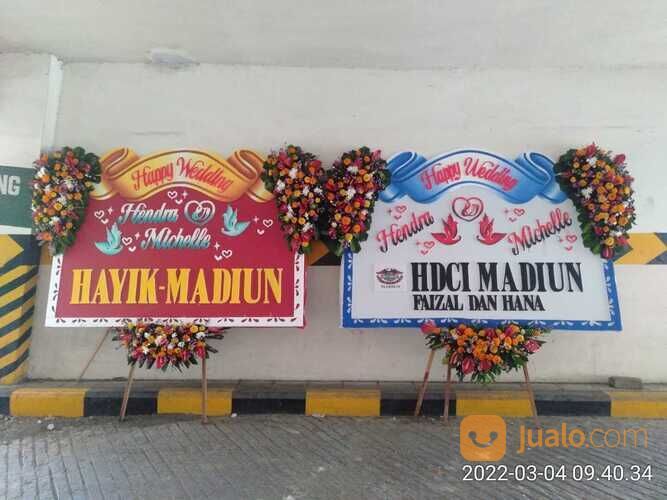 NG
Happy Wedding
Hendra
Michelle
HAYIK-MADIUN
Happy Wedding
Hendra
Michelle
HDCI MADIUN
FAIZAL DAN HANA
jualo.com
2022-03-04 09.40.34